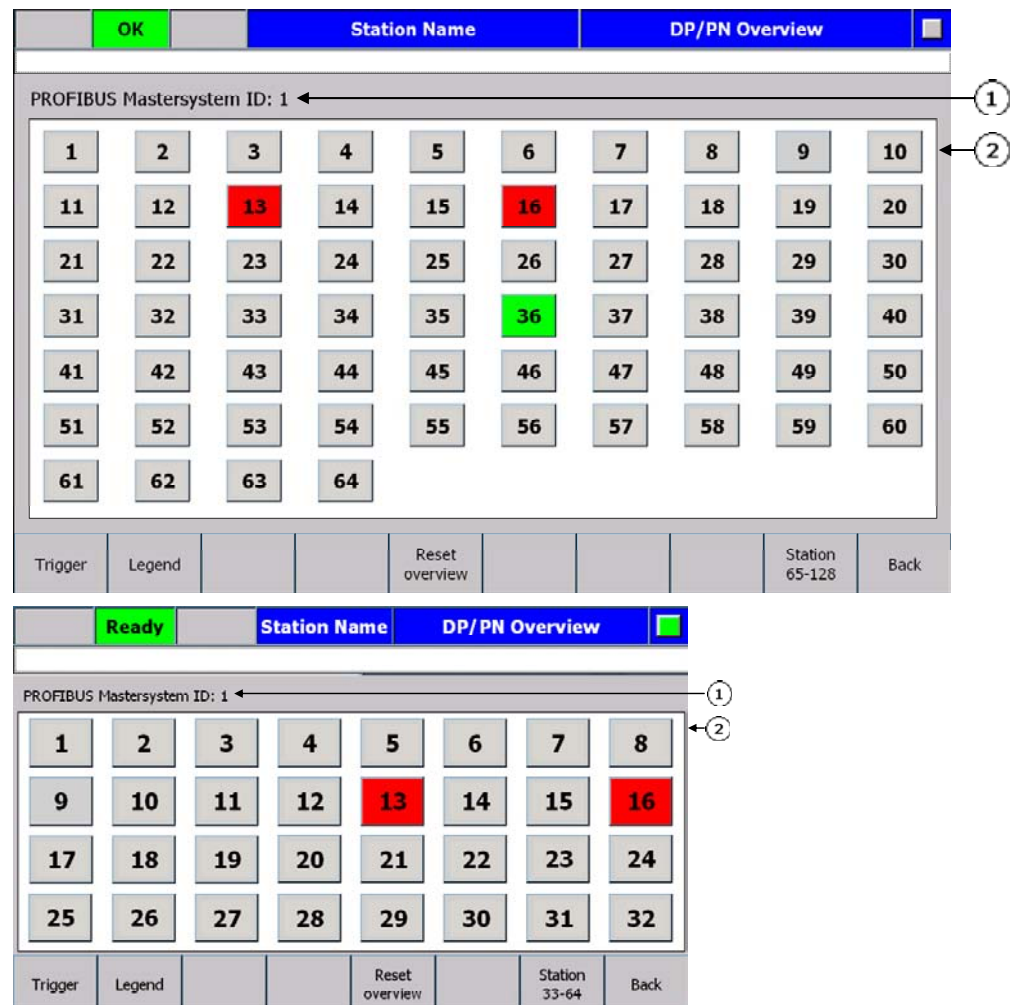 OK Station Name DP/PN Overview
PROFIBUS Mastersystem ID: 1 1
1 2 3 4 5 6 7 8 9 10 2
11 12 13 14 15 16 17 18 19 20
21 22 23 24 25 26 27 28 29 30
31 32 33 34 35 36 37 38 39 40
41 42 43 44 45 46 47 48 49 50
51 52 53 54 55 56 57 58 59 60
61 62 63 64
Trigger Legend Reset overview Station 65-128 Back
Ready Station Name DP/PN Overview
PROFIBUS Mastersystem ID: 1 1
1 2 3 4 5 6 7 8 2
9 10 11 12 13 14 15 16
17 18 19 20 21 22 23 24
25 26 27 28 29 30 31 32
Trigger Legend Reset overview Station 33-64 Back